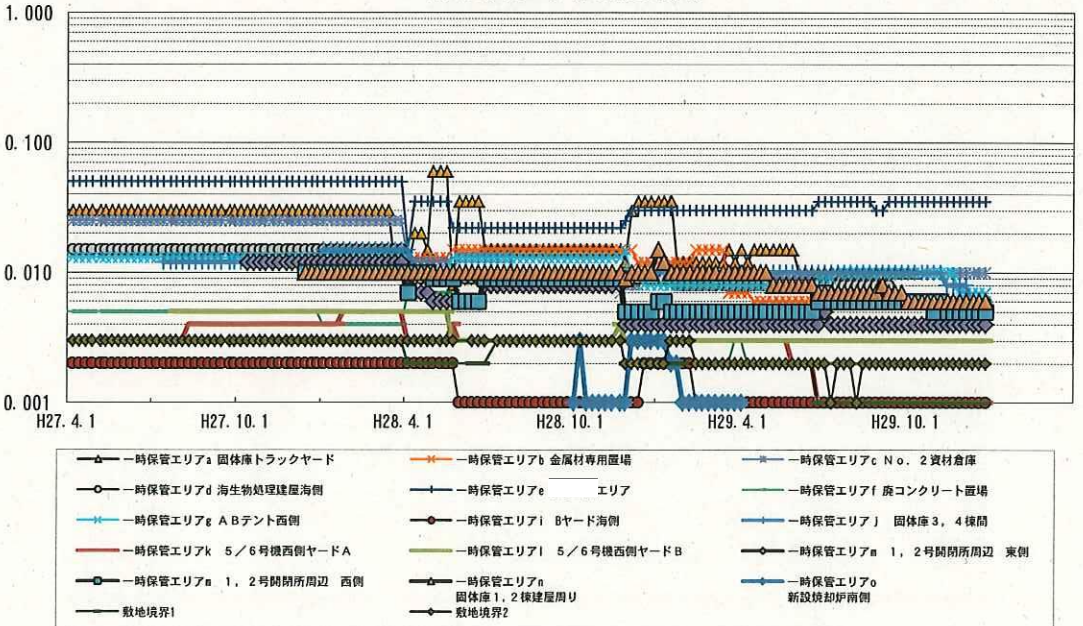 1.000
0.100
0.010
0.001
H27. 4. 1 H27. 10. 1 H28. 4. 1 H28. 10. 1 H29. 4. 1 H29. 10. 1
一時保管エリアa 固体庫トラックヤード 一時保管エリアb 金属材専用置場 一時保管エリアc No. 2資材倉庫
一時保管エリアd 海生物処理建屋海側 一時保管エリアe エリア 一時保管エリアf 廃コンクリート置場
一時保管エリアg ABテント西側 一時保管エリアi Bヤード海側 一時保管エリアj 固体庫3, 4棟間
一時保管エリアk 5/6号機西側ヤードA 一時保管エリアl 5/6号機西側ヤードB 一時保管エリアm 1, 2号開閉所周辺 東側
一時保管エリアm 1, 2号開閉所周辺 西側 一時保管エリアn 一時保管エリアo
固体庫1, 2棟建屋周り 新設焼却炉南側
敷地境界1 敷地境界2